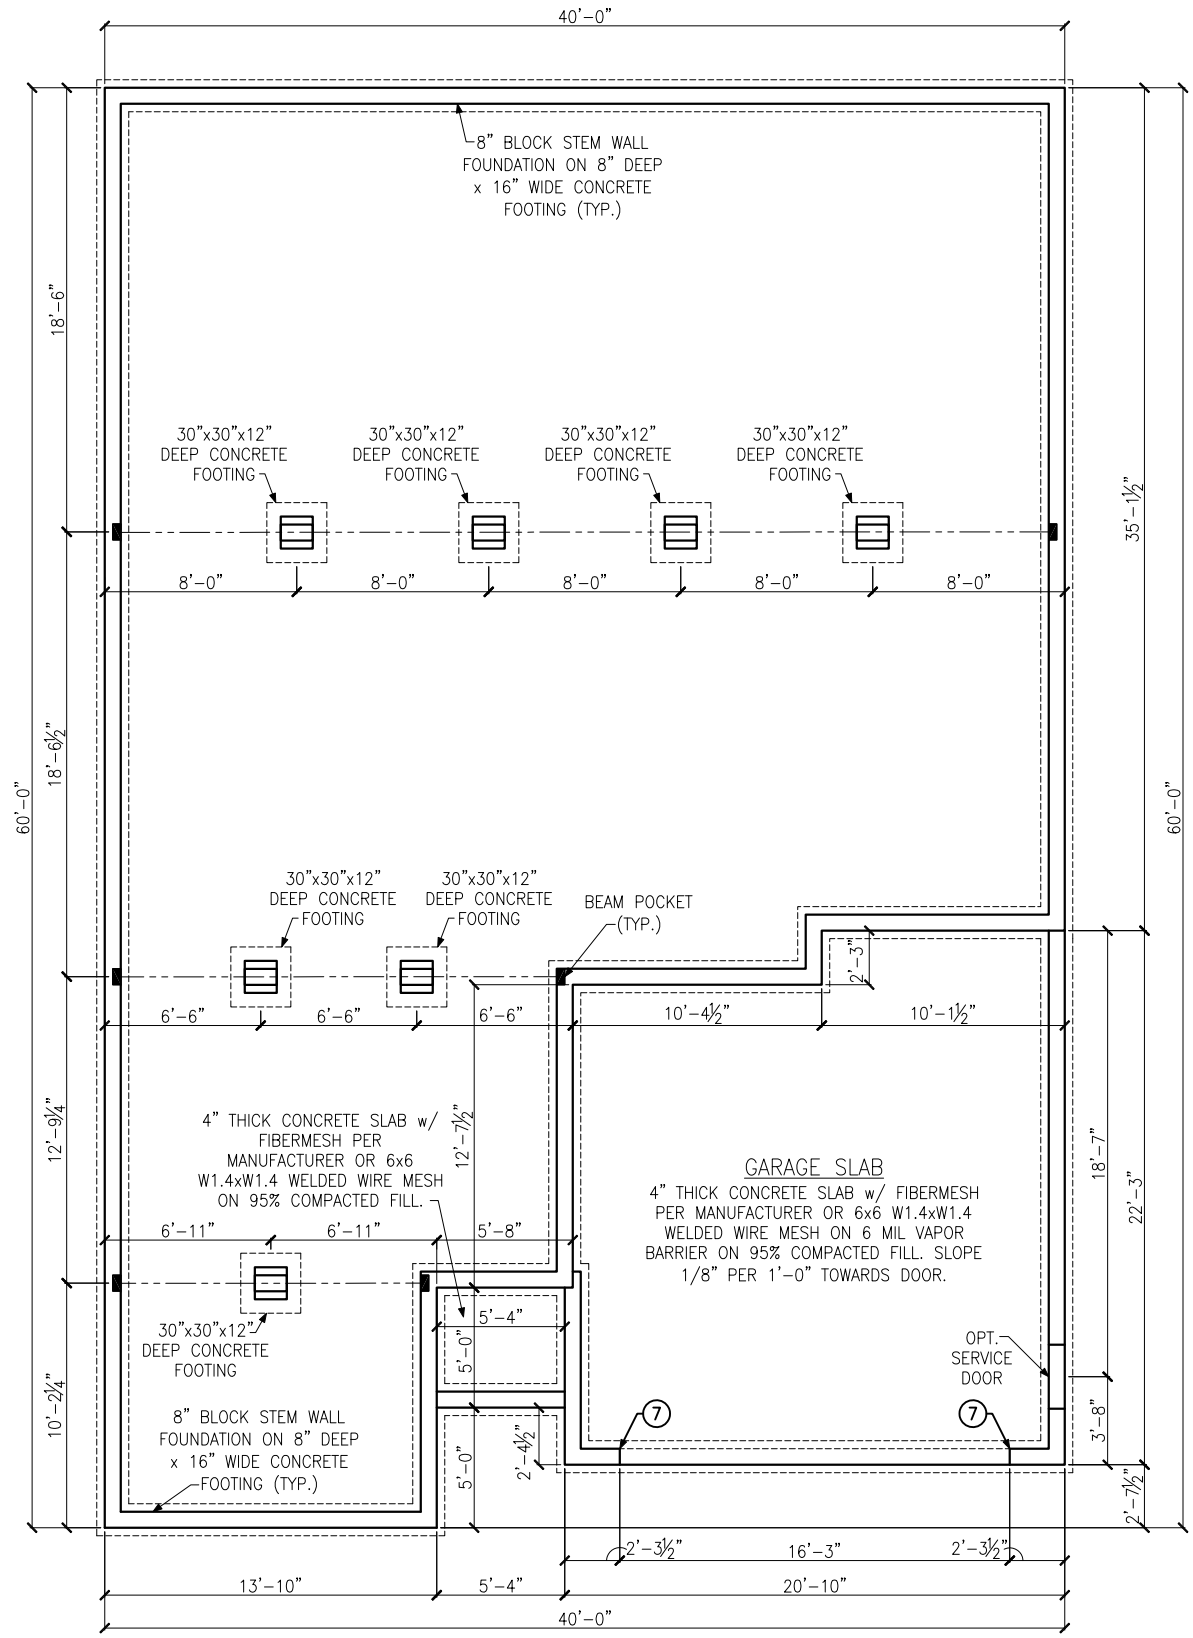 40'-0"
8" BLOCK STEM WALL
FOUNDATION ON 8" DEEP
x 16" WIDE CONCRETE
FOOTING (TYP.)
18'-6"
30"x30"x12"
DEEP CONCRETE
FOOTING
30"x30"x12"
DEEP CONCRETE
FOOTING
30"x30"x12"
DEEP CONCRETE
FOOTING
30"x30"x12"
DEEP CONCRETE
FOOTING
35'-1½"
8'-0"
8'-0"
8'-0"
8'-0"
8'-0"
18'-6½"
60'-0"
60'-0"
30"x30"x12"
DEEP CONCRETE
FOOTING
30"x30"x12"
DEEP CONCRETE
FOOTING
BEAM POCKET
(TYP.)
2'-3"
6'-6"
6'-6"
6'-6"
10'-4½"
10'-1½"
12'-9¼"
4" THICK CONCRETE SLAB w/
FIBERMESH PER
MANUFACTURER OR 6x6
W1.4xW1.4 WELDED WIRE MESH
ON 95% COMPACTED FILL.
12'-7½"
GARAGE SLAB
4" THICK CONCRETE SLAB w/ FIBERMESH
PER MANUFACTURER OR 6x6 W1.4xW1.4
WELDED WIRE MESH ON 6 MIL VAPOR
BARRIER ON 95% COMPACTED FILL. SLOPE
1/8" PER 1'-0" TOWARDS DOOR.
18'-7"
22'-3"
6'-11"
6'-11"
5'-8"
5'-4"
5'-0"
30"x30"x12"
DEEP CONCRETE
FOOTING
OPT.
SERVICE
DOOR
10'-2¼"
8" BLOCK STEM WALL
FOUNDATION ON 8" DEEP
x 16" WIDE CONCRETE
FOOTING (TYP.)
7
7
3'-8"
2'-4½"
5'-0"
2'-7½"
2'-3½"
16'-3"
2'-3½"
13'-10"
5'-4"
20'-10"
40'-0"